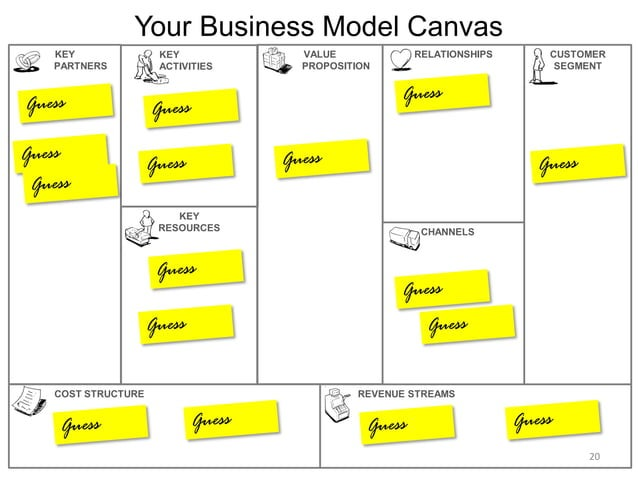 Your Business Model Canvas
KEY
PARTNERS
Guess
Guess
Guess
KEY
ACTIVITIES
Guess
Guess
KEY
RESOURCES
Guess
Guess
VALUE
PROPOSITION
Guess
RELATIONSHIPS
Guess
CHANNELS
Guess
Guess
CUSTOMER
SEGMENT
Guess
COST STRUCTURE
Guess
Guess
REVENUE STREAMS
Guess
Guess
20